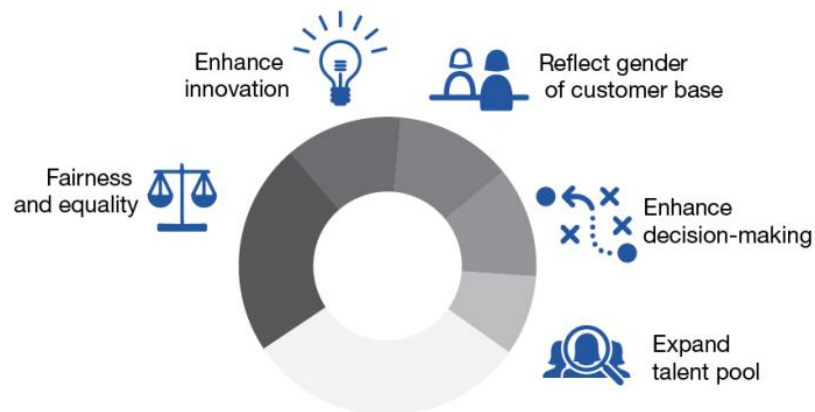 Enhance
innovation
Reflect gender
of customer base
Fairness
and equality
Enhance
decision-making
Expand
talent pool